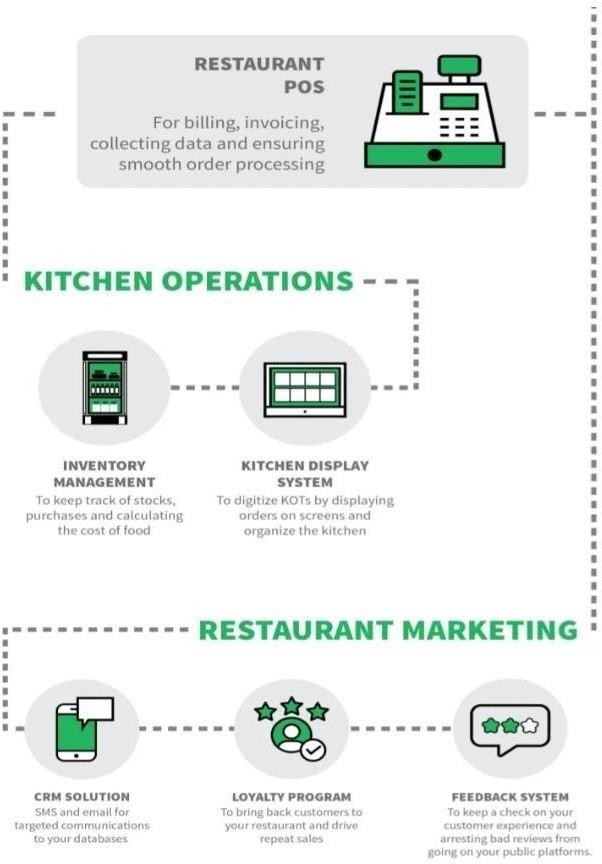 RESTAURANT
POS
For billing, invoicing,
collecting data and ensuring
smooth order processing
KITCHEN OPERATIONS
INVENTORY
MANAGEMENT
To keep track of stocks,
purchases and calculating
the cost of food
KITCHEN DISPLAY
SYSTEM
To digitize KOTs by displaying
orders on screens and
organize the kitchen
RESTAURANT MARKETING
CRM SOLUTION
SMS and email for
targeted communications
to your databases
LOYALTY PROGRAM
To bring back customers to
your restaurant and drive
repeat sales
FEEDBACK SYSTEM
To keep a check on your
customer experience and
arresting bad reviews from
going on your public platforms.